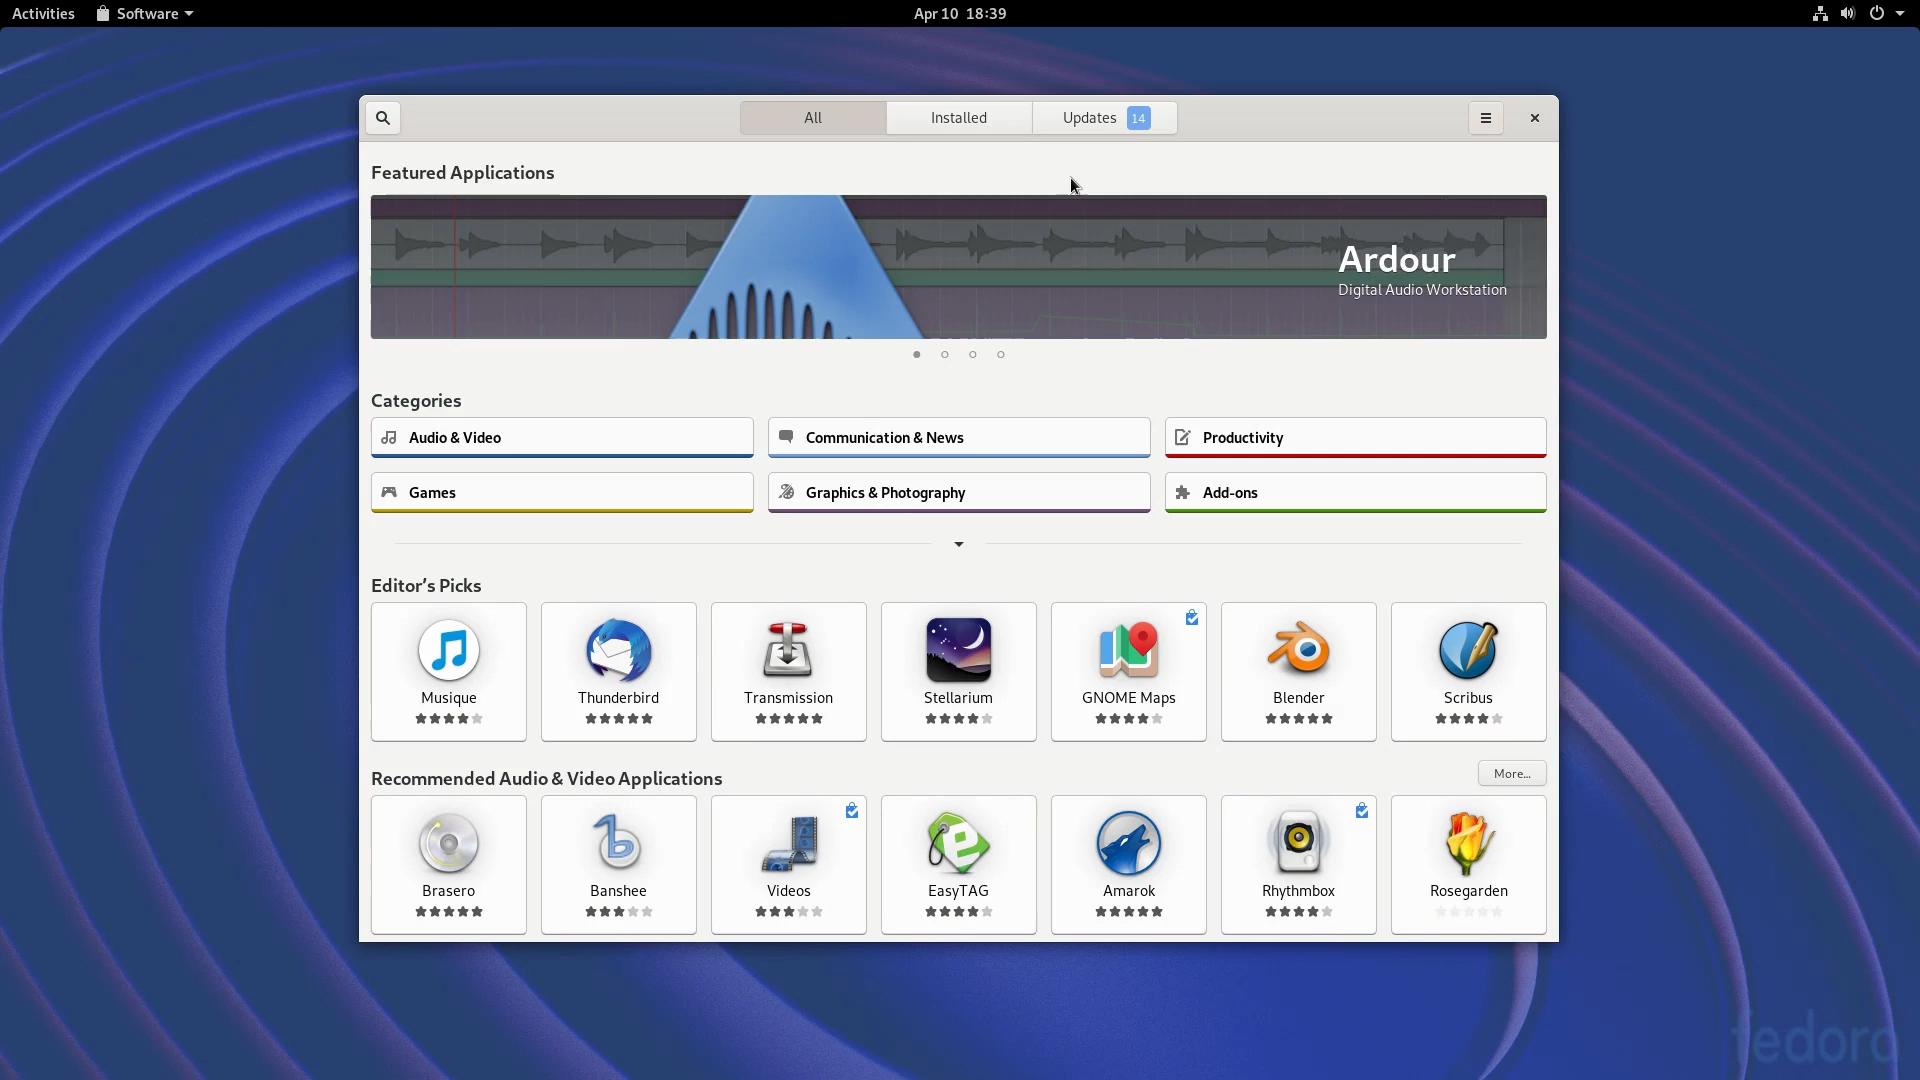 Activities Software Apr 10 18:39
All Installed Updates 14
Featured Applications
Ardour
Digital Audio Workstation
Categories
Audio & Video Communication & News Productivity
Games Graphics & Photography Add-ons
Editor’s Picks
Musique Thunderbird Transmission Stellarium GNOME Maps Blender Scribus
Recommended Audio & Video Applications More…
Brasero Banshee Videos EasyTAG Amarok Rhythmbox Rosegarden
fedora